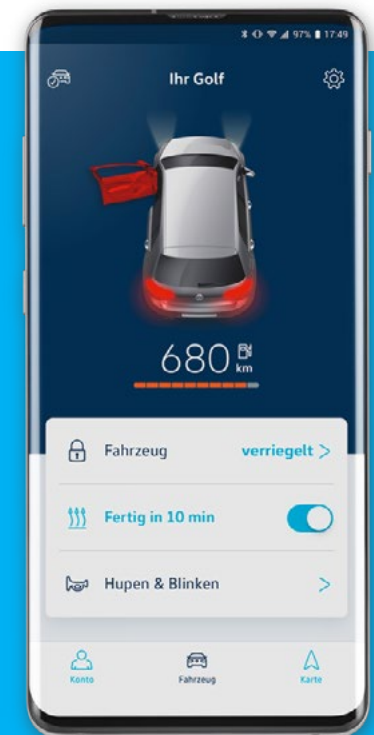 97% 17:49
Ihr Golf
680 km
Fahrzeug verriegelt >
Fertig in 10 min
Hupen & Blinken >
Konto Fahrzeug Karte